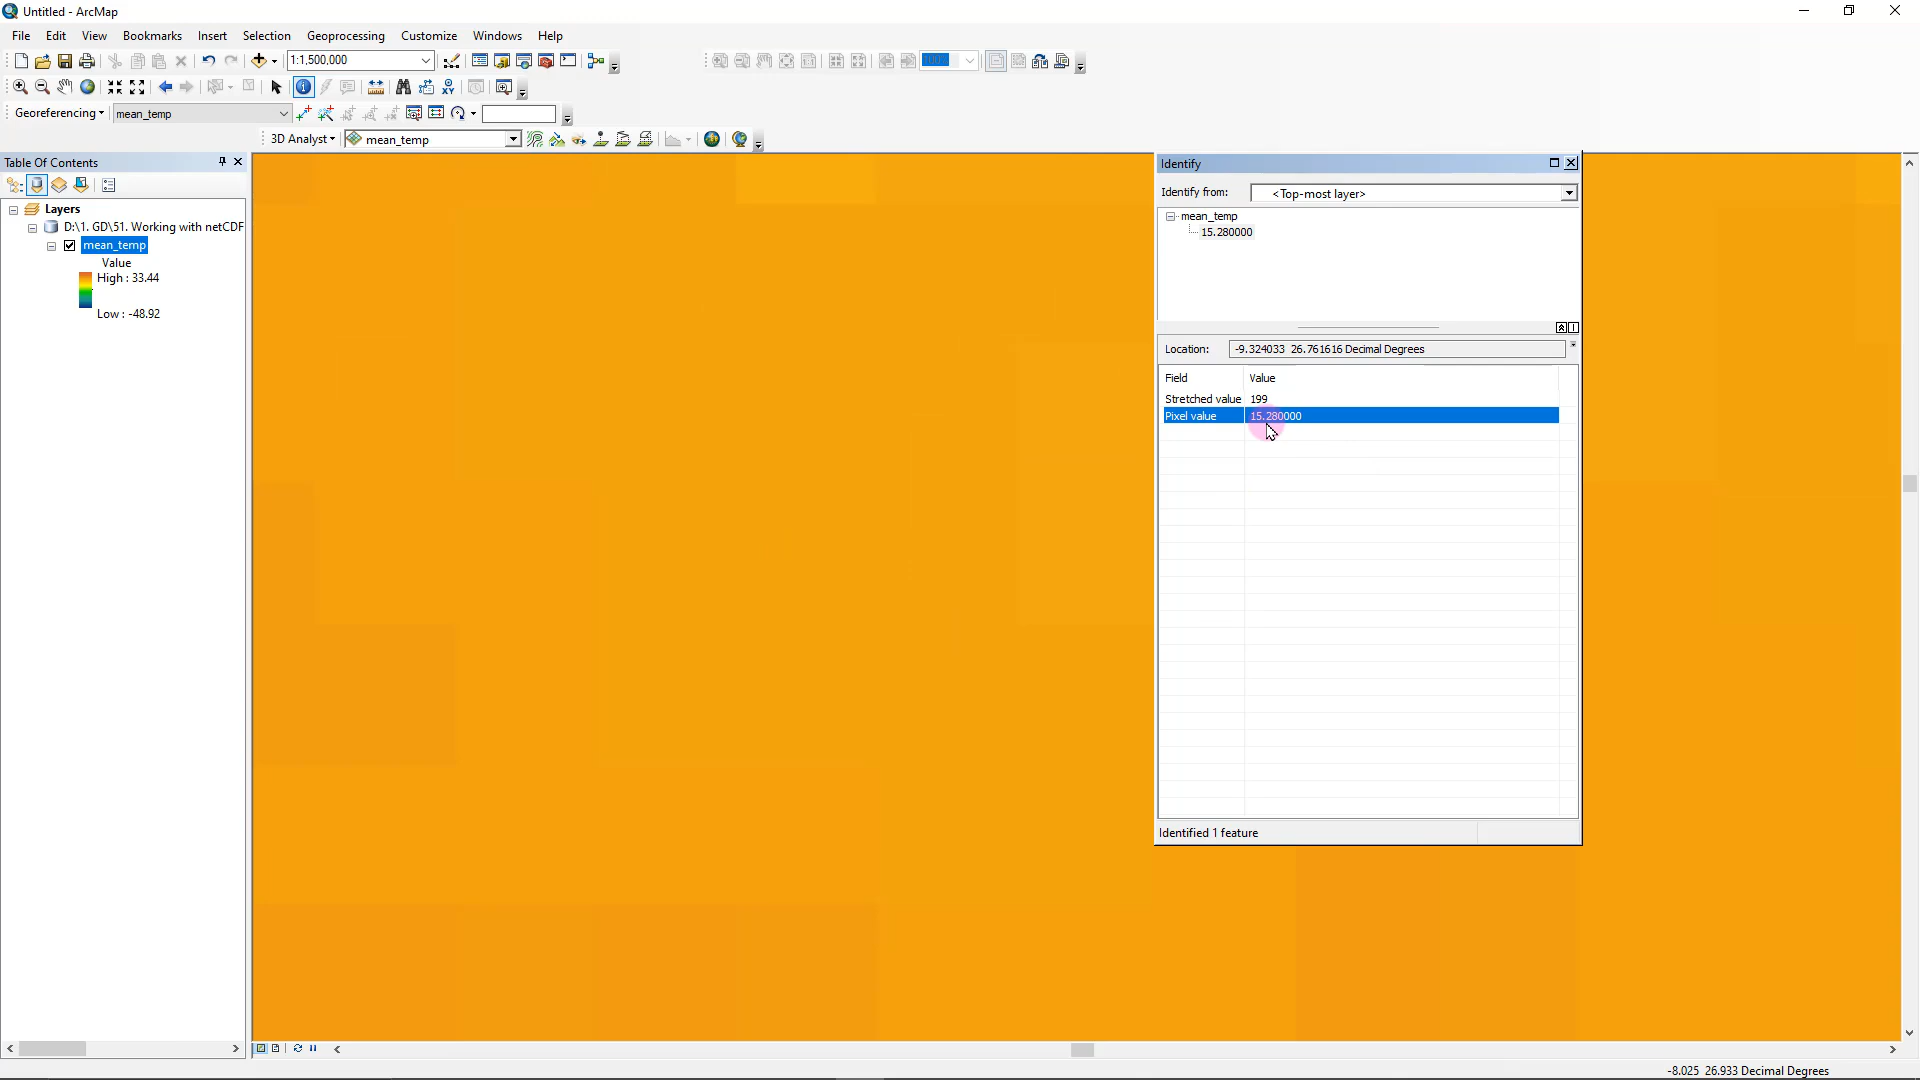 Untitled - ArcMap
File Edit View Bookmarks Insert Selection Geoprocessing Customize Windows Help
1:1,500,000
100%
Georeferencing mean_temp
3D Analyst mean_temp
Table Of Contents
Layers
D:\1. GD\51. Working with netCDF
mean_temp
Value
High : 33.44
Low : -48.92
Identify
Identify from: <Top-most layer>
mean_temp
15.280000
Location: -9.324033 26.761616 Decimal Degrees
Field Value
Stretched value 199
Pixel value 15.280000
Identified 1 feature
-8.025 26.933 Decimal Degrees